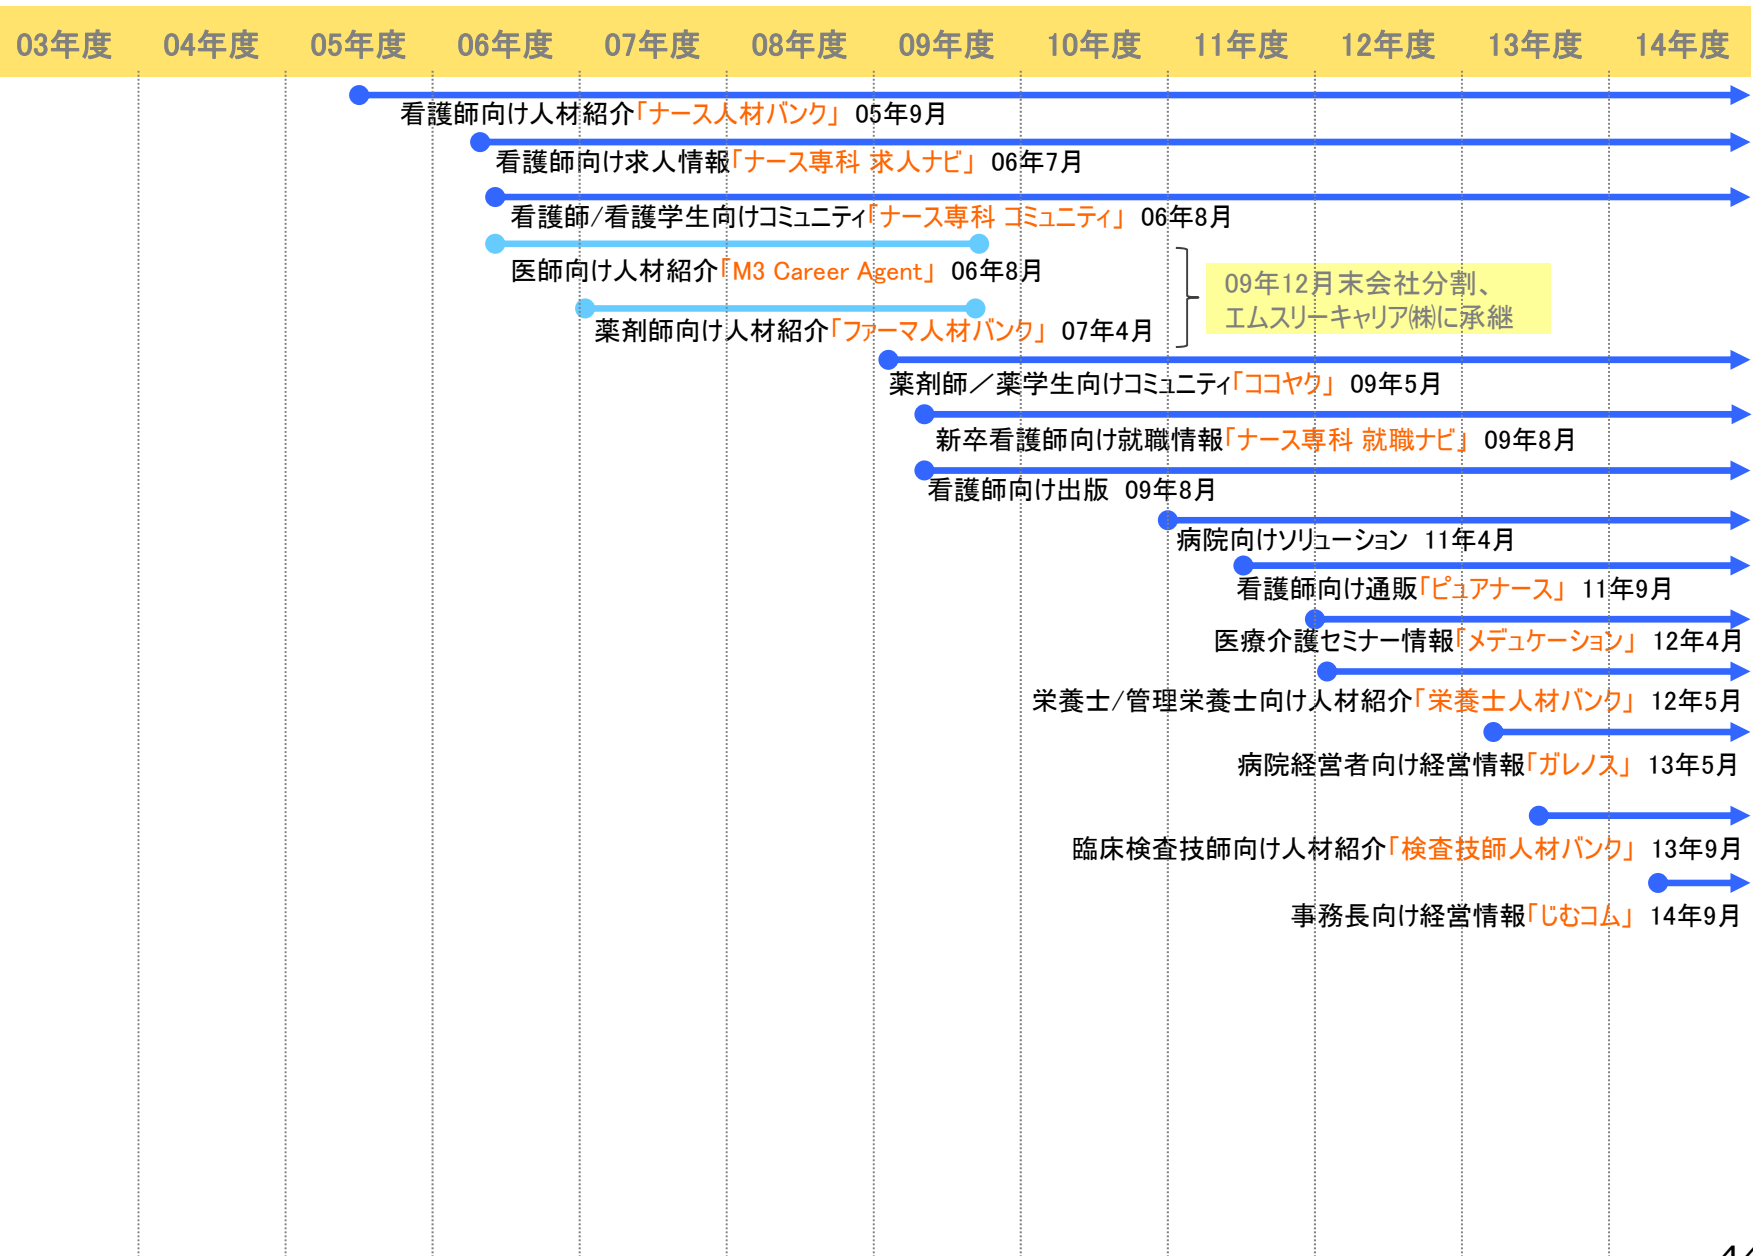 03年度 04年度 05年度 06年度 07年度 08年度 09年度 10年度 11年度 12年度 13年度 14年度
看護師向け人材紹介「ナース人材バンク」 05年9月
看護師向け求人情報「ナース専科 求人ナビ」 06年7月
看護師/看護学生向けコミュニティ「ナース専科 コミュニティ」 06年8月
医師向け人材紹介「M3 Career Agent」 06年8月
09年12月末会社分割、
エムスリーキャリア㈱に承継
薬剤師向け人材紹介「ファーマ人材バンク」 07年4月
薬剤師／薬学生向けコミュニティ「ココヤク」 09年5月
新卒看護師向け就職情報「ナース専科 就職ナビ」 09年8月
看護師向け出版 09年8月
病院向けソリューション 11年4月
看護師向け通販「ピュアナース」 11年9月
医療介護セミナー情報「メデュケーション」 12年4月
栄養士/管理栄養士向け人材紹介「栄養士人材バンク」 12年5月
病院経営者向け経営情報「ガレノス」 13年5月
臨床検査技師向け人材紹介「検査技師人材バンク」 13年9月
事務長向け経営情報「じむコム」 14年9月